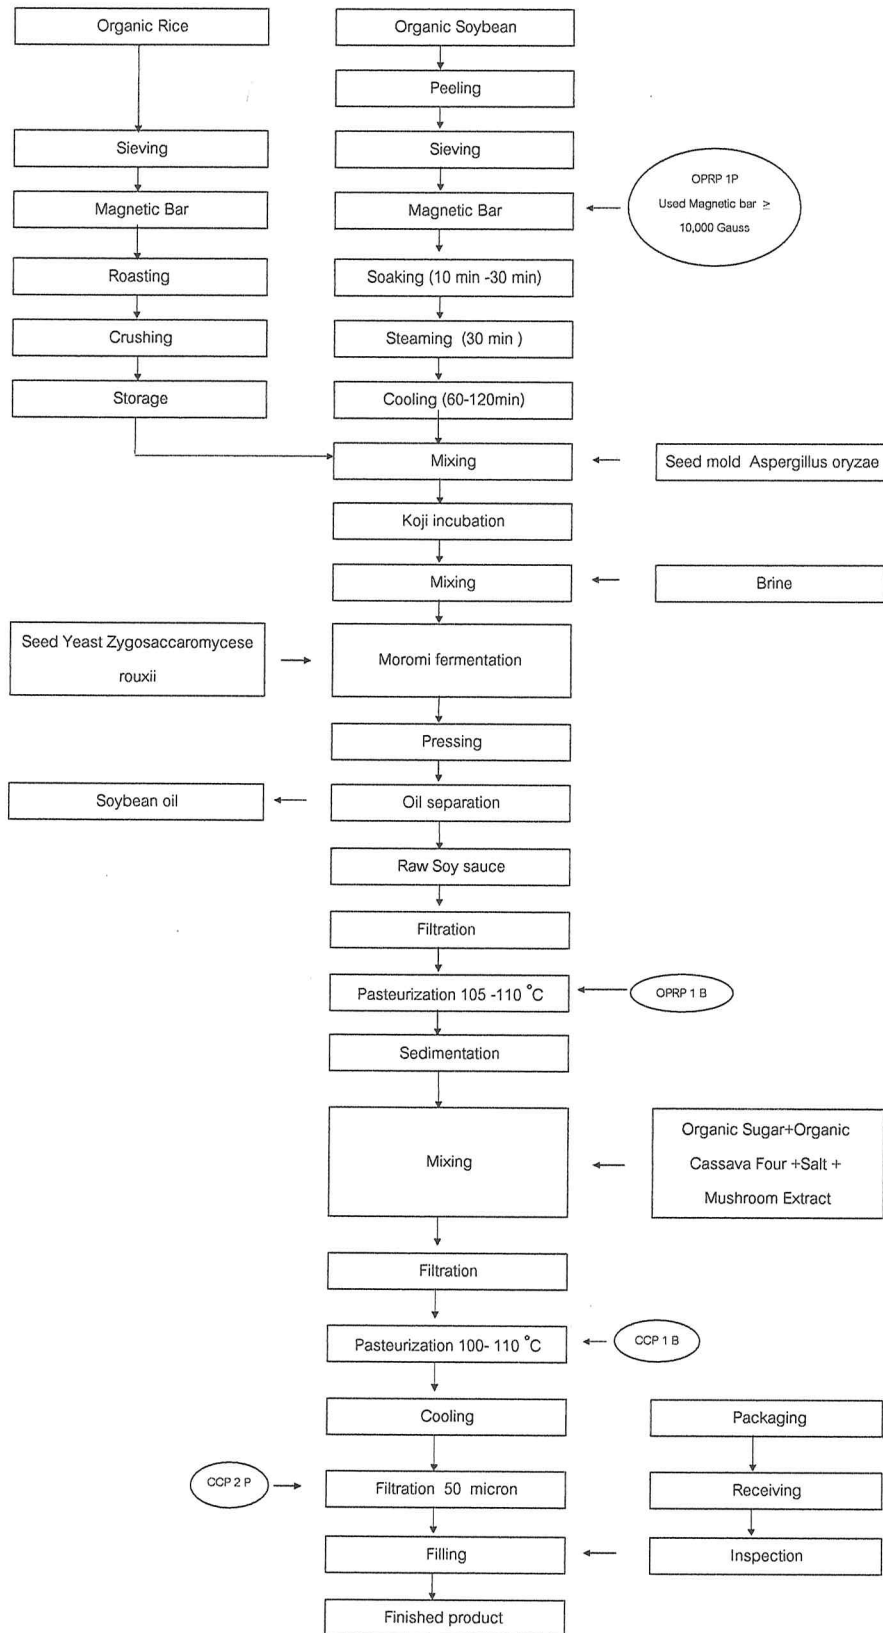 Organic Rice
Organic Soybean
Peeling
Sieving
Sieving
OPRP 1P
Used Magnetic bar ≥
10,000 Gauss
Magnetic Bar
Magnetic Bar
Roasting
Soaking (10 min -30 min)
Crushing
Steaming (30 min )
Storage
Cooling (60-120min)
Mixing
Seed mold Aspergillus oryzae
Koji incubation
Mixing
Brine
Seed Yeast Zygosaccaromycese
rouxii
Moromi fermentation
Pressing
Soybean oil
Oil separation
Raw Soy sauce
Filtration
Pasteurization 105 -110 °C
OPRP 1 B
Sedimentation
Mixing
Organic Sugar+Organic
Cassava Four +Salt +
Mushroom Extract
Filtration
Pasteurization 100- 110 °C
CCP 1 B
Cooling
Packaging
CCP 2 P
Filtration 50 micron
Receiving
Filling
Inspection
Finished product